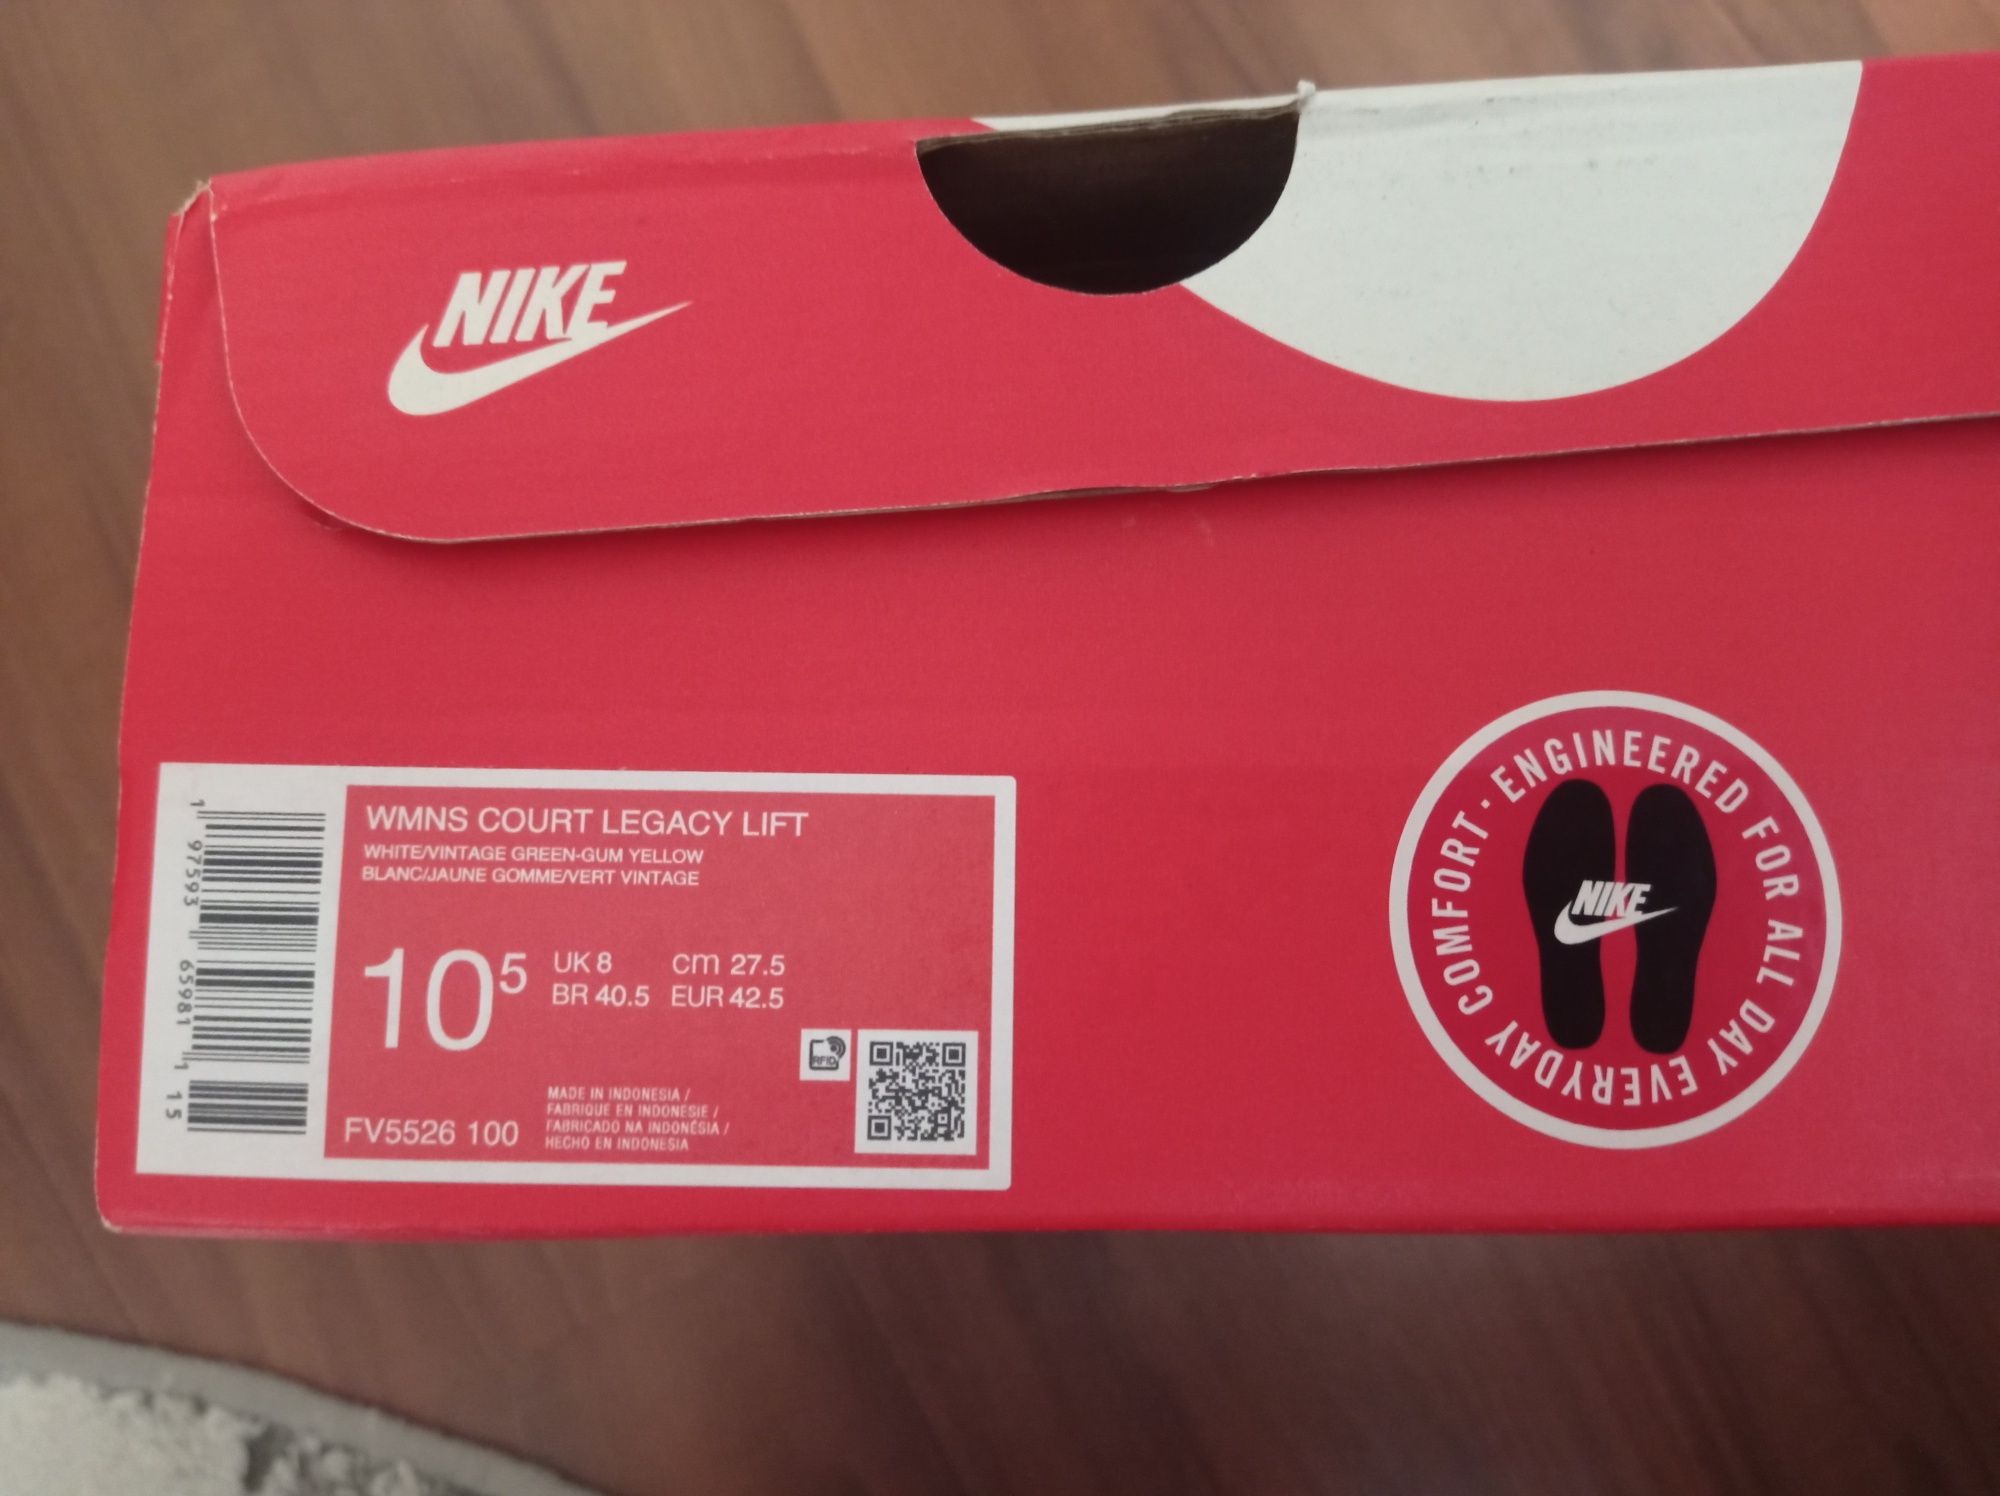 NIKE
WMNS COURT LEGACY LIFT
WHITE/VINTAGE GREEN-GUM YELLOW
BLANC/JAUNE GOMME/VERT VINTAGE
10⁵
UK 8 cm 27.5
BR 40.5 EUR 42.5
RFID
MADE IN INDONESIA /
FABRIQUE EN INDONESIE /
FABRICADO NA INDONÉSIA /
HECHO EN INDONESIA
FV5526 100
1 97593 65981 1 15
COMFORT · ENGINEERED FOR ALL DAY EVERYDAY
NIKE